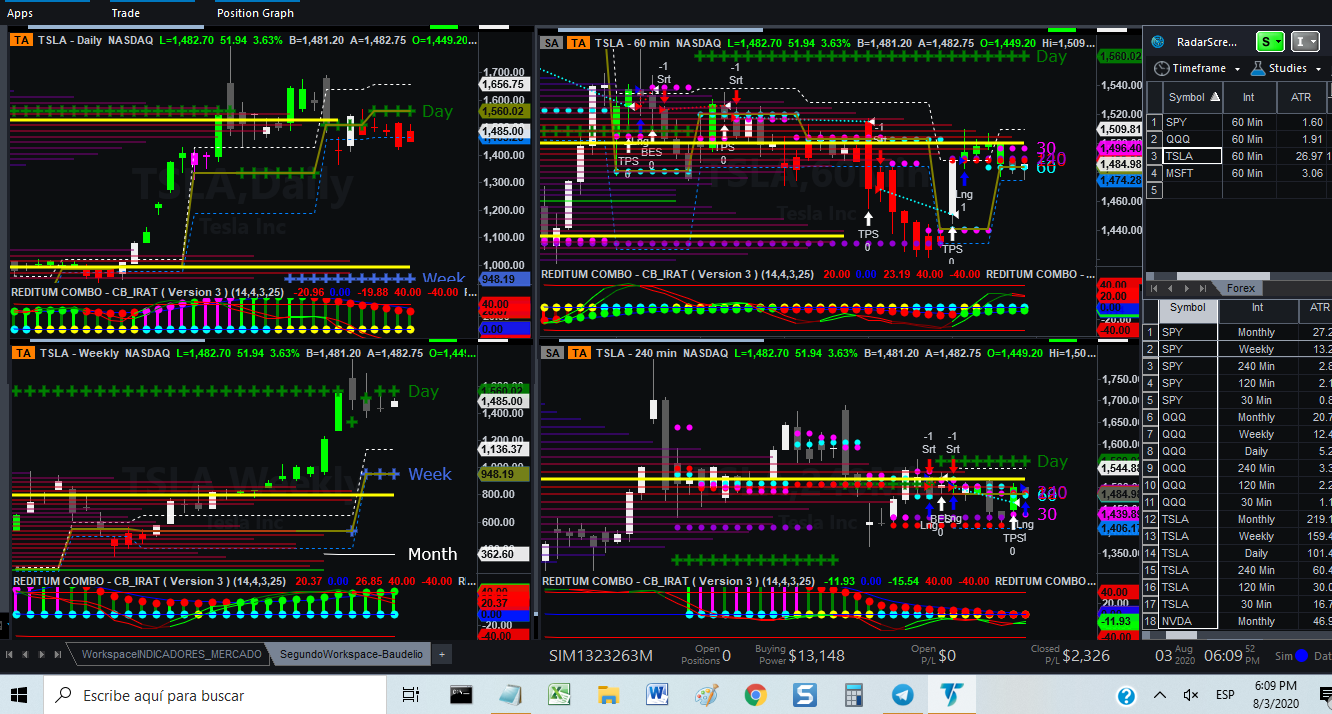 Apps Trade Position Graph
TA TSLA - Daily NASDAQ L=1,482.70 51.94 3.63% B=1,481.20 A=1,482.75 O=1,449.20...
1,700.00
1,656.75
1,600.00
1,560.02
1,485.00
1,400.00
1,300.00
1,200.00
1,100.00
1,000.00
948.19
Day
TSLA,Daily
Tesla Inc
Week
REDITUM COMBO - CB_IRAT ( Version 3 ) (14,4,3,25) -20.96 0.00 -19.88 40.00 -40.00
40.00
0.00
SA TA TSLA - 60 min NASDAQ L=1,482.70 51.94 3.63% B=1,481.20 A=1,482.75 O=1,449.20 Hi=1,509...
Day
1,560.02
1,540.00
1,520.00
1,509.81
1,496.40
1,484.98
1,474.28
1,460.00
1,440.00
-1
Srt
-1
Srt
-1
Srt
Lng
BES
0
TPS
0
TPS
0
TPS
0
Lng
1
TPS
0
30
240
60
Tesla Inc
REDITUM COMBO - CB_IRAT ( Version 3 ) (14,4,3,25) 20.00 0.00 23.19 40.00 -40.00 REDITUM COMBO - ...
40.00
20.00
-20.00
-40.00
TA TSLA - Weekly NASDAQ L=1,482.70 51.94 3.63% B=1,481.20 A=1,482.75 O=1,44...
Day
1,560.02
1,485.00
1,400.00
1,200.00
1,136.37
948.19
800.00
600.00
362.60
TSLA,Weekly
Tesla Inc
Week
Month
REDITUM COMBO - CB_IRAT ( Version 3 ) (14,4,3,25) 20.37 0.00 26.85 40.00 -40.00 R...
40.00
20.37
0.00
-20.00
-40.00
SA TA TSLA - 240 min NASDAQ L=1,482.70 51.94 3.63% B=1,481.20 A=1,482.75 O=1,449.20 Hi=1,50...
1,750.00
1,700.00
1,650.00
1,600.00
1,544.88
1,484.98
1,439.89
1,406.17
1,350.00
-1 -1
Srt Srt
Day
240
60
30
BES
0
Lng
Lng
Lng
1
TPS
0
Tesla Inc
REDITUM COMBO - CB_IRAT ( Version 3 ) (14,4,3,25) -11.93 0.00 -15.54 40.00 -40.00 REDITUM COMBO...
40.00
20.00
-11.93
-40.00
RadarScre... S I
Timeframe Studies
Symbol Int ATR
1 SPY 60 Min 1.60
2 QQQ 60 Min 1.91
3 TSLA 60 Min 26.97
4 MSFT 60 Min 3.06
5
Forex
Symbol Int ATR
1 SPY Monthly 27.2
2 SPY Weekly 13.2
3 SPY 240 Min 2.8
4 SPY 120 Min 2.1
5 SPY 30 Min 0.8
6 QQQ Monthly 20.7
7 QQQ Weekly 12.4
8 QQQ Daily 5.2
9 QQQ 240 Min 3.3
10 QQQ 120 Min 2.2
11 QQQ 30 Min 1.1
12 TSLA Monthly 219.1
13 TSLA Weekly 159.4
14 TSLA Daily 101.4
15 TSLA 240 Min 60.4
16 TSLA 120 Min 30.0
17 TSLA 30 Min 16.7
18 NVDA Monthly 46.9
WorkspaceINDICADORES_MERCADO SegundoWorkspace-Baudelio +
SIM1323263M Open Positions 0 Buying Power $13,148 Open P/L $0 Closed P/L $2,326 03 Aug 2020 06:09 52 PM Sim Dat
Escribe aquí para buscar
ESP
6:09 PM
8/3/2020